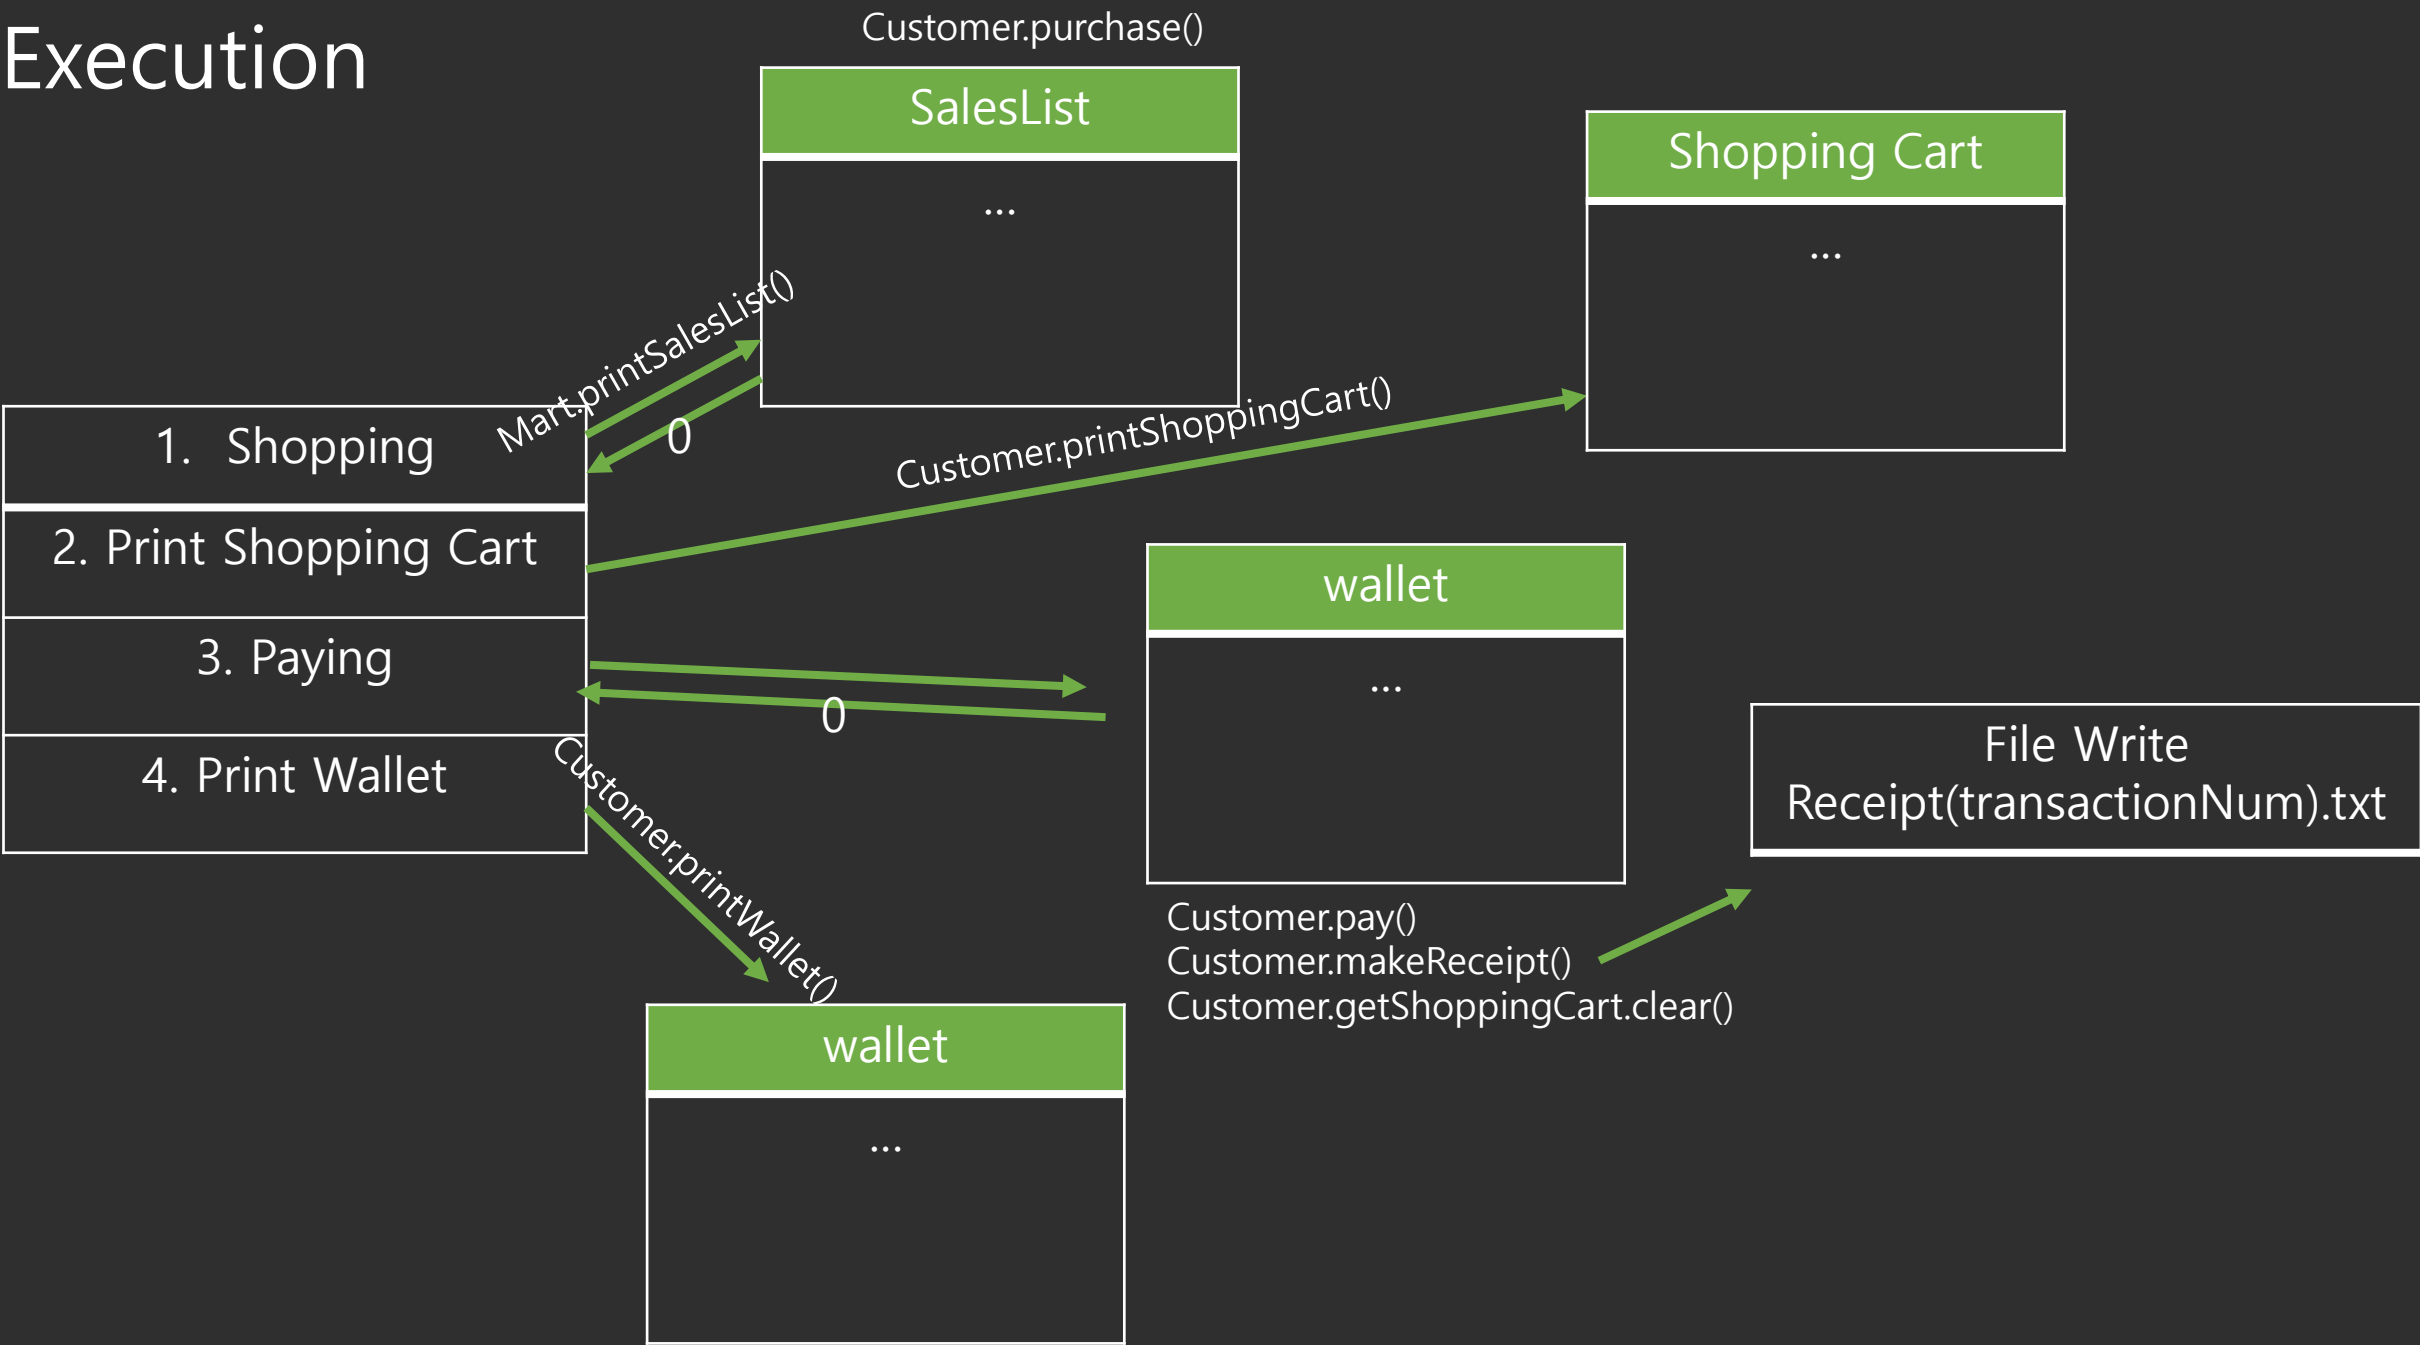 Execution
Customer.purchase()
SalesList
...
Shopping Cart
...
Mart.printSalesList()
0
Customer.printShoppingCart()
1. Shopping
2. Print Shopping Cart
3. Paying
4. Print Wallet
0
wallet
...
File Write
Receipt(transactionNum).txt
Customer.printWallet()
Customer.pay()
Customer.makeReceipt()
Customer.getShoppingCart.clear()
wallet
...